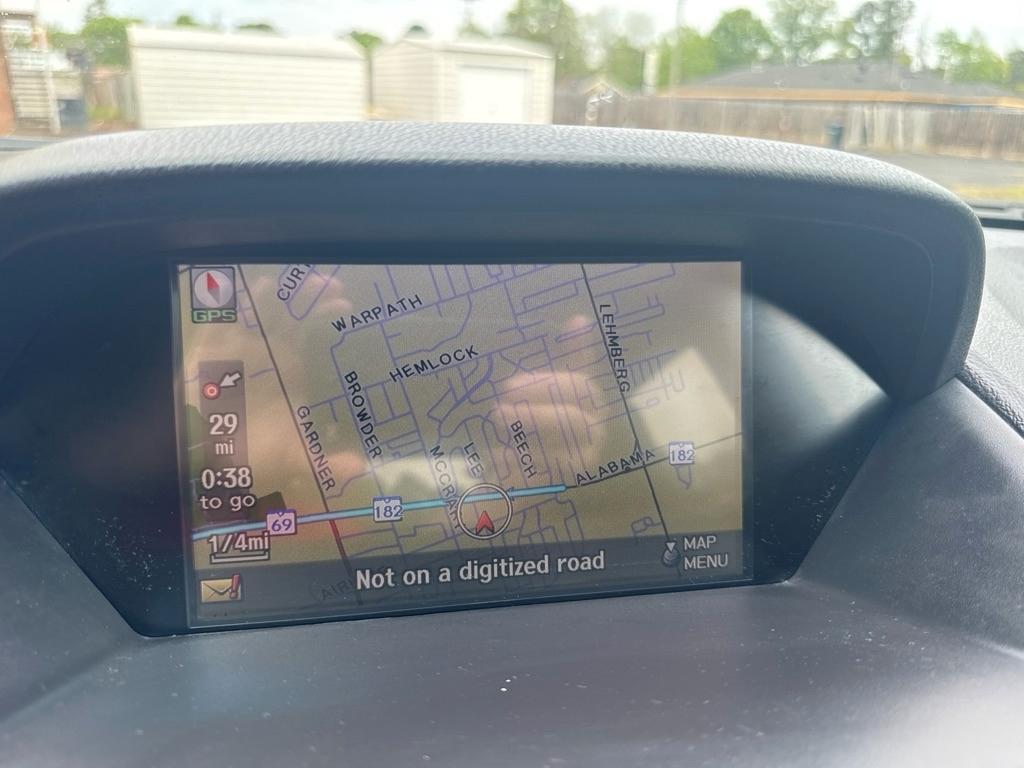 GPS
WARPATH
LEHMBERG
HEMLOCK
BROWDER
GARDNER
29
mi
0:38
to go
BEECH
LEE
ALABAMA
182
182
69
1/4mi
Not on a digitized road
MAP
MENU